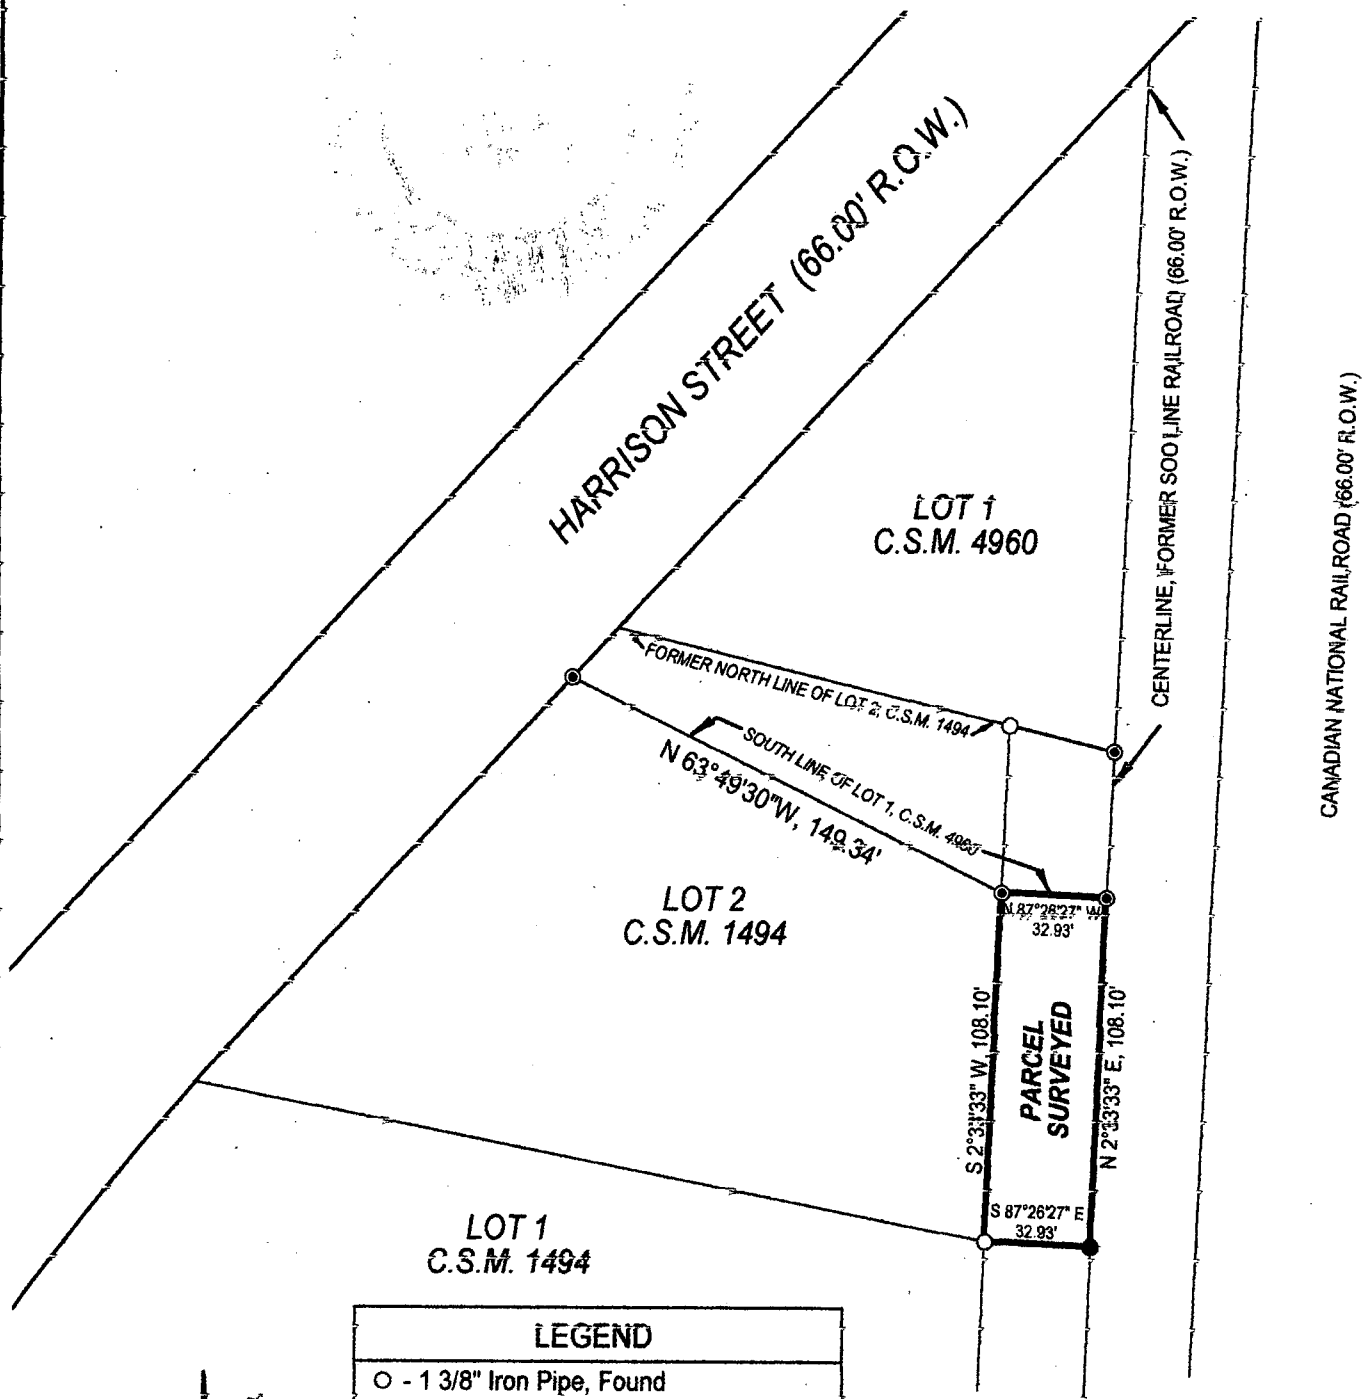 HARRISON STREET (66.00' R.O.W.)
CENTERLINE, FORMER SOO LINE RAILROAD (66.00' R.O.W.)
CANADIAN NATIONAL RAILROAD (66.00' R.O.W.)
LOT 1
C.S.M. 4960
FORMER NORTH LINE OF LOT 2, C.S.M. 1494
SOUTH LINE OF LOT 1, C.S.M. 4960
N 63°49'30"W, 149.34'
LOT 2
C.S.M. 1494
N 87°26'27" W
32.93'
S 2°33'33" W, 108.10'
PARCEL
SURVEYED
N 2°33'33" E, 108.10'
S 87°26'27" E
32.93'
LOT 1
C.S.M. 1494
LEGEND
O - 1 3/8" Iron Pipe, Found